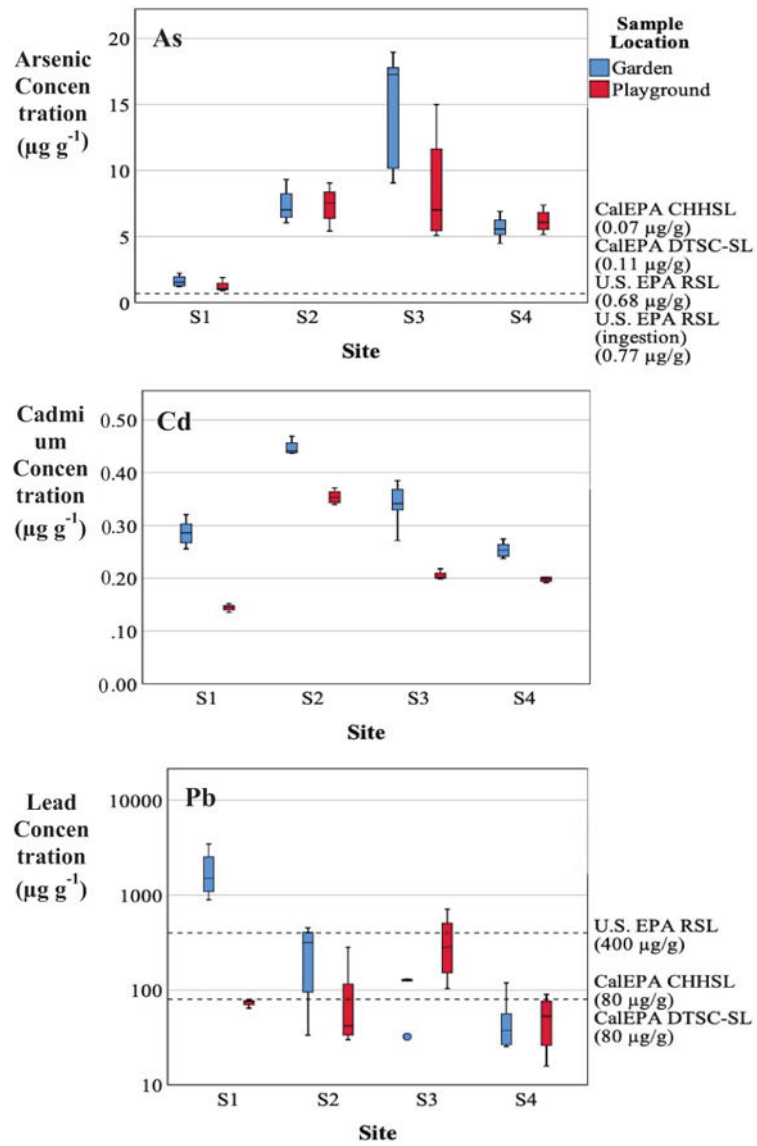 As
Arsenic
Concen
tration
(µg g⁻¹)
20
15
10
5
0
S1 S2 S3 S4
Site
Sample
Location
Garden
Playground
CalEPA CHHSL
(0.07 µg/g)
CalEPA DTSC-SL
(0.11 µg/g)
U.S. EPA RSL
(0.68 µg/g)
U.S. EPA RSL
(ingestion)
(0.77 µg/g)
Cd
Cadmi
um
Concen
tration
(µg g⁻¹)
0.50
0.40
0.30
0.20
.10
0.00
S1 S2 S3 S4
Site
Pb
Lead
Concen
tration
(µg g⁻¹)
10000
1000
100
10
S1 S2 S3 S4
Site
U.S. EPA RSL
(400 µg/g)
CalEPA CHHSL
(80 µg/g)
CalEPA DTSC-SL
(80 µg/g)